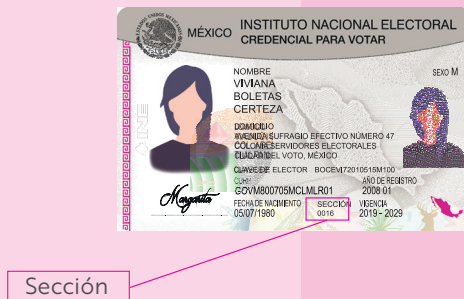 MÉXICO INSTITUTO NACIONAL ELECTORAL
CREDENCIAL PARA VOTAR
NOMBRE
SEXO M
VIVIANA
BOLETAS
CERTEZA
DOMICILIO
AVENIDA SUFRAGIO EFECTIVO NÚMERO 47
COLONIA SERVIDORES ELECTORALES
DEL VOTO, MÉXICO
CLAVE DE ELECTOR BOCEVI72010515M100
CURP
AÑO DE REGISTRO
GOVM800705MCLMLR01
2008 01
Margarita
FECHA DE NACIMIENTO
SECCIÓN
VIGENCIA
05/07/1980
0016
2019 - 2029
INE
Sección